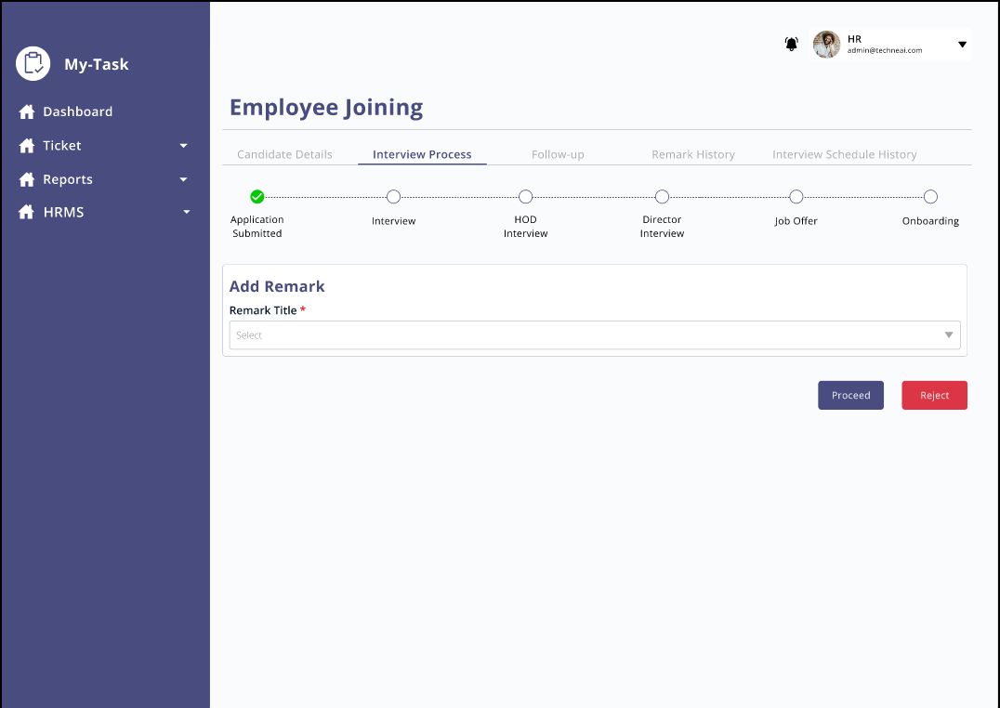 My-Task
Dashboard
Ticket
Reports
HRMS
HR
admin@techneai.com
Employee Joining
Candidate Details
Interview Process
Follow-up
Remark History
Interview Schedule History
Application
Submitted
Interview
HOD
Interview
Director
Interview
Job Offer
Onboarding
Add Remark
Remark Title *
Select
Proceed
Reject